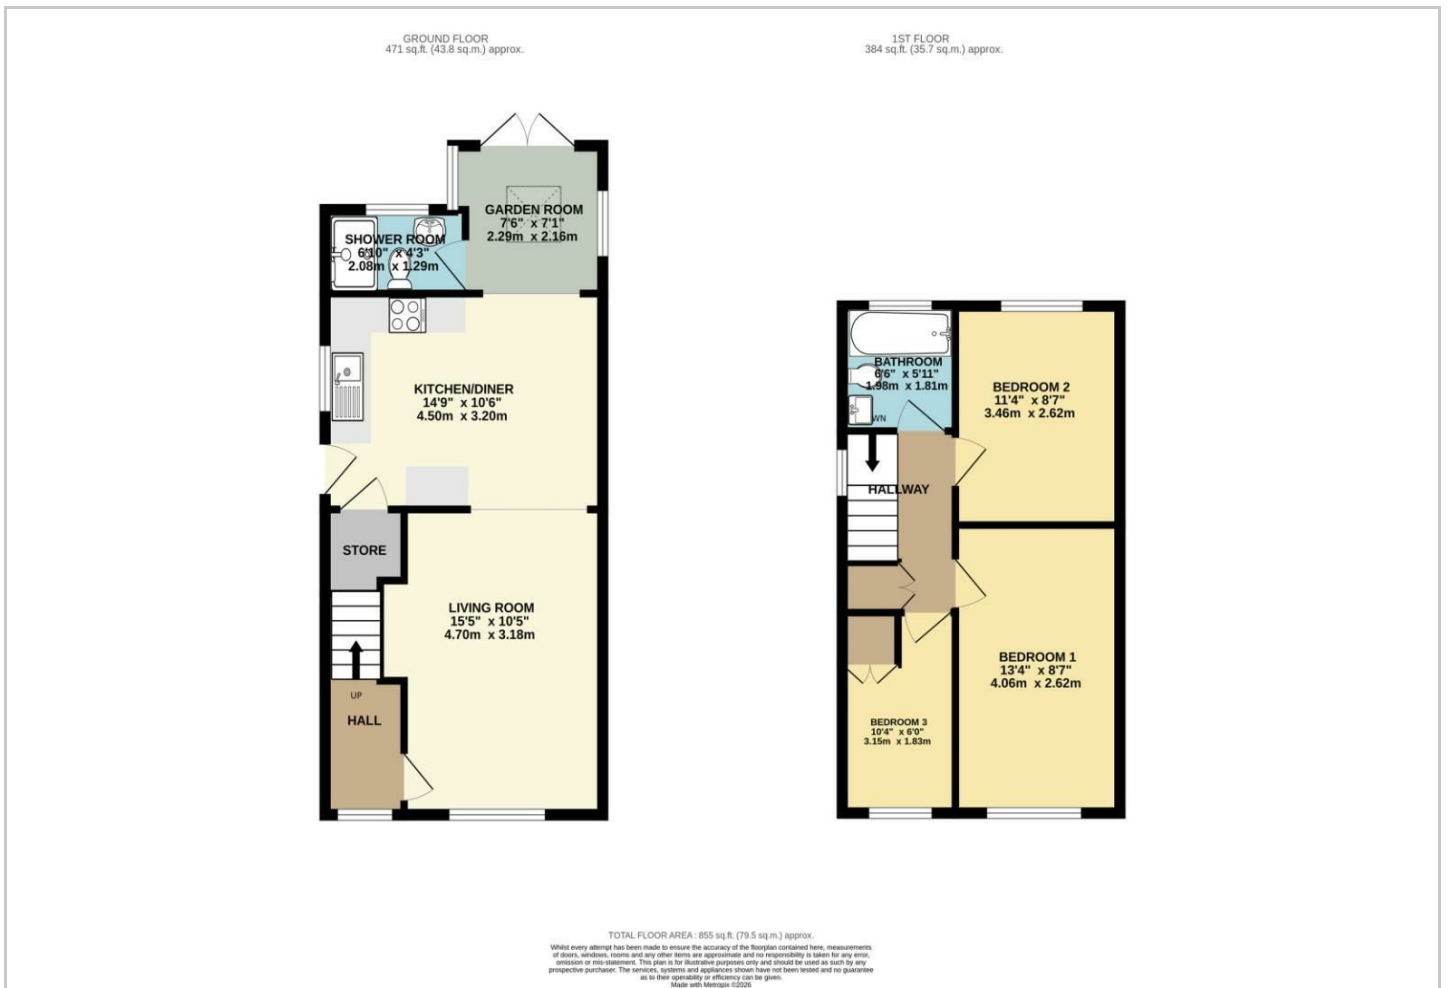 GROUND FLOOR
471 sq.ft. (43.8 sq.m.) approx.
1ST FLOOR
384 sq.ft. (35.7 sq.m.) approx.
GARDEN ROOM
7'6" x 7'1"
2.29m x 2.16m
SHOWER ROOM
6'10" x 4'3"
2.08m x 1.29m
KITCHEN/DINER
14'9" x 10'6"
4.50m x 3.20m
STORE
LIVING ROOM
15'5" x 10'5"
4.70m x 3.18m
UP
HALL
BATHROOM
6'6" x 5'11"
1.98m x 1.81m
WN
BEDROOM 2
11'4" x 8'7"
3.46m x 2.62m
HALLWAY
BEDROOM 1
13'4" x 8'7"
4.06m x 2.62m
BEDROOM 3
10'4" x 6'0"
3.15m x 1.83m
TOTAL FLOOR AREA : 855 sq.ft. (79.5 sq.m.) approx.
Whilst every attempt has been made to ensure the accuracy of the floorplan contained here, measurements
of doors, windows, rooms and any other items are approximate and no responsibility is taken for any error,
omission or mis-statement. This plan is for illustrative purposes only and should be used as such by any
prospective purchaser. The services, systems and appliances shown have not been tested and no guarantee
as to their operability or efficiency can be given.
Made with Metropix ©2026